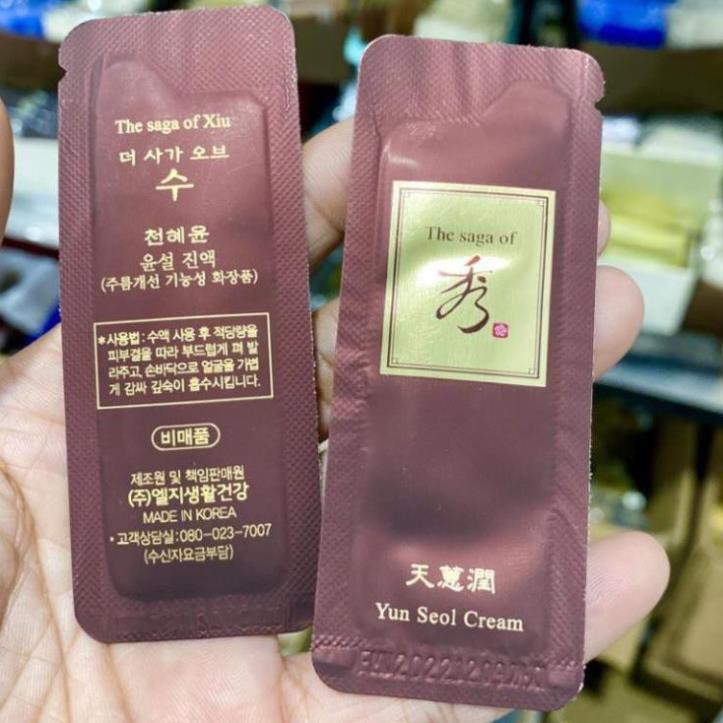 The saga of Xiu
더 사가 오브
수
천혜윤
윤설 진액
(주름개선 기능성 화장품)
*사용법 : 수액 사용 후 적당량을
피부결을 따라 부드럽게 펴 발
라주고, 손바닥으로 얼굴을 가볍
게 감싸 깊숙이 흡수시킵니다.
비매품
제조원 및 책임판매원
(주)엘지생활건강
MADE IN KOREA
• 고객상담실 : 080-023-7007
(수신자요금부담)
The saga of
秀
天蕙潤
Yun Seol Cream